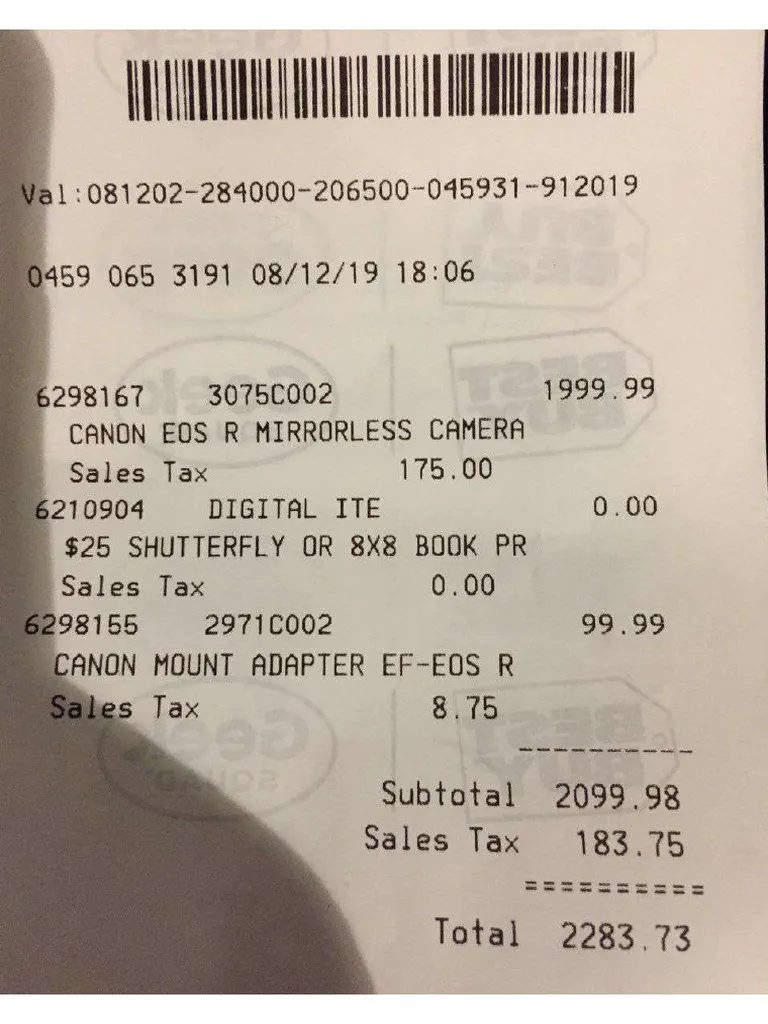 Val:081202-284000-206500-045931-912019
0459 065 3191 08/12/19 18:06
6298167 3075C002 1999.99
CANON EOS R MIRRORLESS CAMERA
Sales Tax 175.00
6210904 DIGITAL ITE 0.00
$25 SHUTTERFLY OR 8X8 BOOK PR
Sales Tax 0.00
6298155 2971C002 99.99
CANON MOUNT ADAPTER EF-EOS R
Sales Tax 8.75
Subtotal 2099.98
Sales Tax 183.75
Total 2283.73